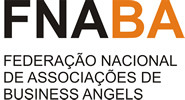 FNABA
FEDERAÇÃO NACIONAL
DE ASSOCIAÇÕES DE
BUSINESS ANGELS